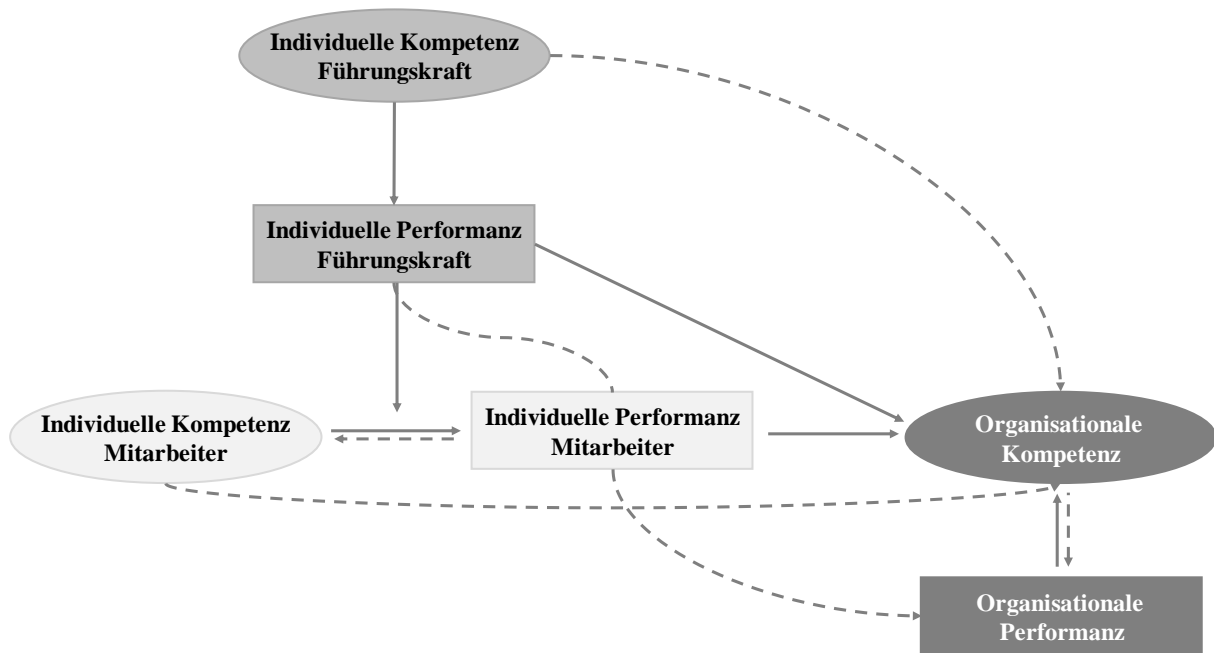 Individuelle Kompetenz
Führungskraft
Individuelle Performanz
Führungskraft
Individuelle Kompetenz
Mitarbeiter
Individuelle Performanz
Mitarbeiter
Organisationale
Kompetenz
Organisationale
Performanz